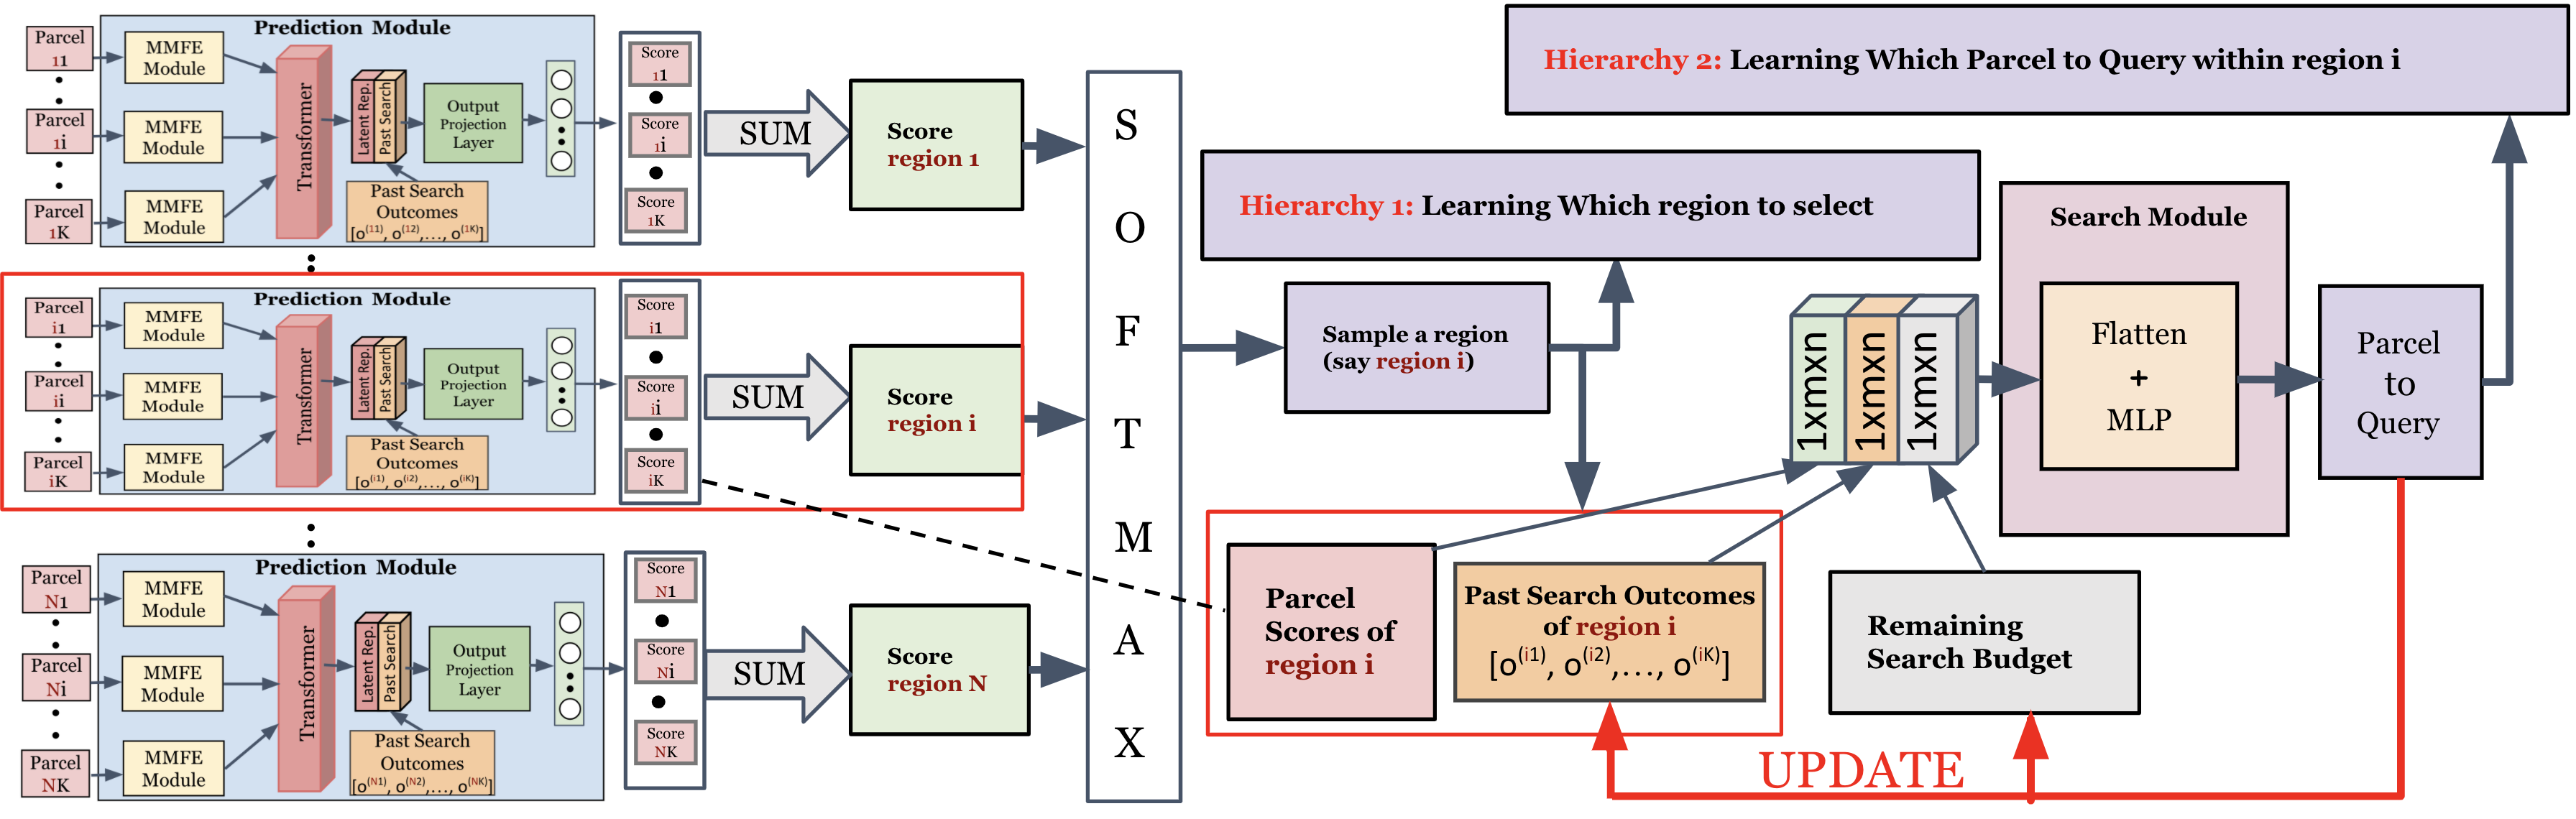 Prediction Module
Parcel
11
Parcel
1i
Parcel
1K
MMFE
Module
MMFE
Module
MMFE
Module
Transformer
Latent Rep.
Past Search
Output
Projection
Layer
Past Search
Outcomes
[o(11), o(12),..., o(1K)]
Score
11
Score
1i
Score
1K
SUM
Score
region 1
Prediction Module
Parcel
i1
Parcel
ii
Parcel
iK
MMFE
Module
MMFE
Module
MMFE
Module
Transformer
Latent Rep.
Past Search
Output
Projection
Layer
Past Search
Outcomes
[o(i1), o(i2),..., o(iK)]
Score
i1
Score
ii
Score
iK
SUM
Score
region i
Prediction Module
Parcel
N1
Parcel
Ni
Parcel
NK
MMFE
Module
MMFE
Module
MMFE
Module
Transformer
Latent Rep.
Past Search
Output
Projection
Layer
Past Search
Outcomes
[o(N1), o(N2),..., o(NK)]
Score
N1
Score
Ni
Score
NK
SUM
Score
region N
S
O
F
T
M
A
X
Hierarchy 2: Learning Which Parcel to Query within region i
Hierarchy 1: Learning Which region to select
Sample a region
(say region i)
1xmxn
1xmxn
1xmxn
Search Module
Flatten
+
MLP
Parcel
to
Query
Parcel
Scores of
region i
Past Search Outcomes
of region i
[o(i1), o(i2),..., o(iK)]
Remaining
Search Budget
UPDATE